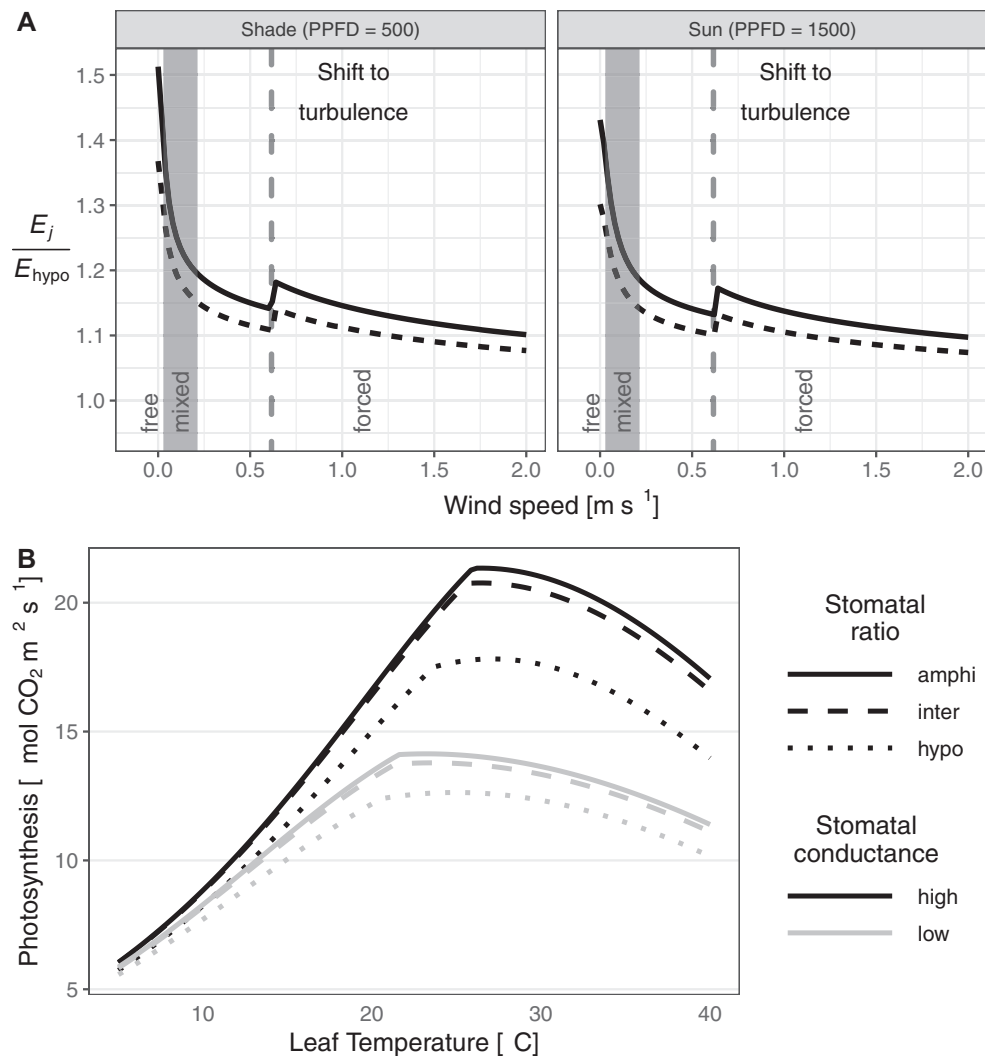 A
Shade (PPFD = 500)
Sun (PPFD = 1500)
Shift to
turbulence
Shift to
turbulence
1.5
1.4
1.3
1.2
1.1
1.0
E_j
E_hypo
free
mixed
forced
free
mixed
forced
0.0 0.5 1.0 1.5 2.0
0.0 0.5 1.0 1.5 2.0
Wind speed [m s ¹]
B
Photosynthesis [ mol CO₂ m ² s ¹]
20
15
10
5
10 20 30 40
Leaf Temperature [ C]
Stomatal
ratio
amphi
inter
hypo
Stomatal
conductance
high
low